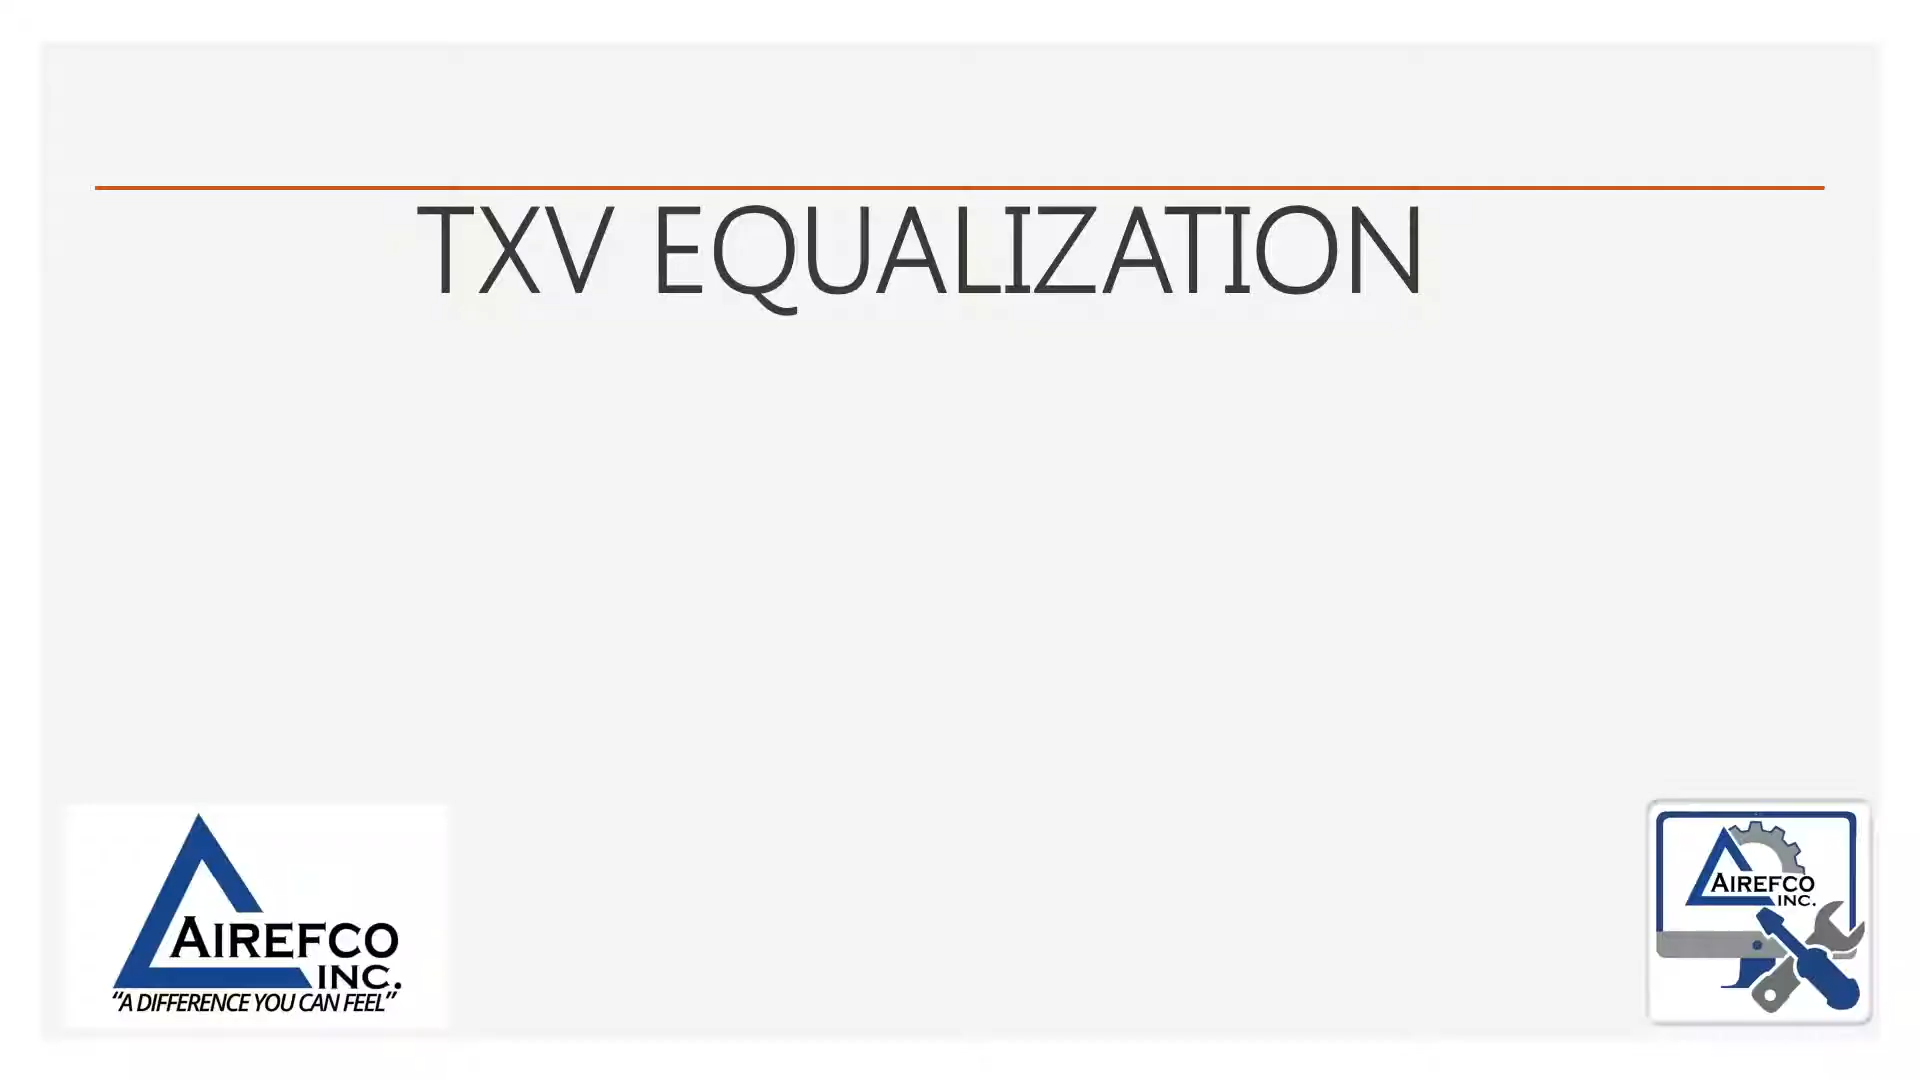 TXV EQUALIZATION
AIREFCO
INC.
“A DIFFERENCE YOU CAN FEEL”
AIREFCO
INC.